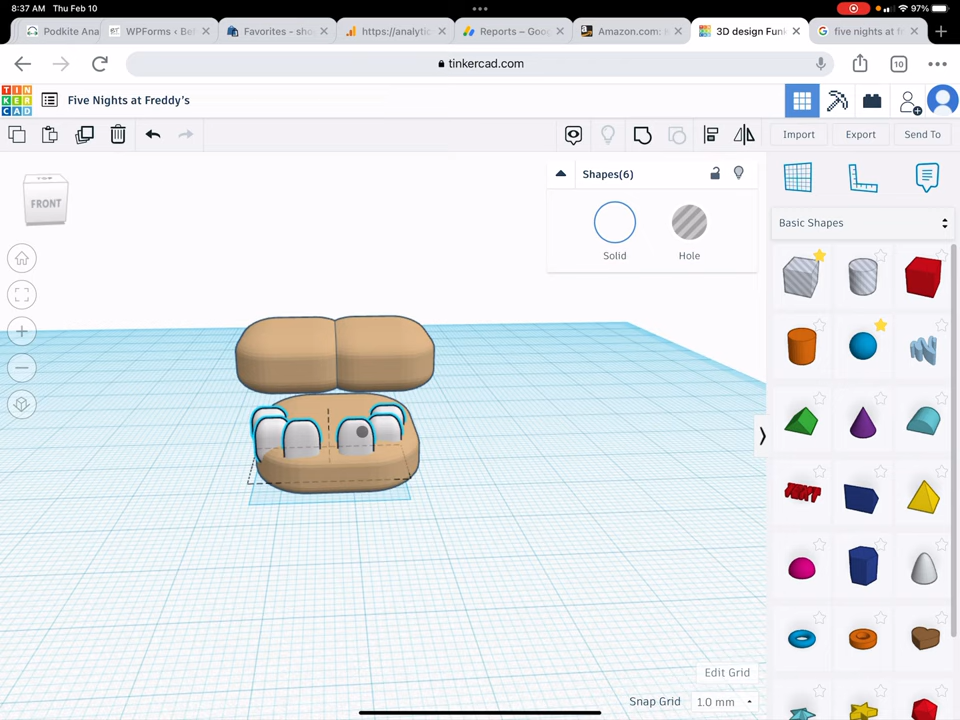 8:37 AM Thu Feb 10
97%
Podkite Ana
WPForms ‹ Be
Favorites – sho
https://analytic
Reports – Goo
Amazon.com:
3D design Fun
five nights at f
tinkercad.com
10
TIN
KER
CAD
Five Nights at Freddy's
Import
Export
Send To
FRONT
Shapes(6)
Solid
Hole
Basic Shapes
TEXT
Edit Grid
Snap Grid
1.0 mm